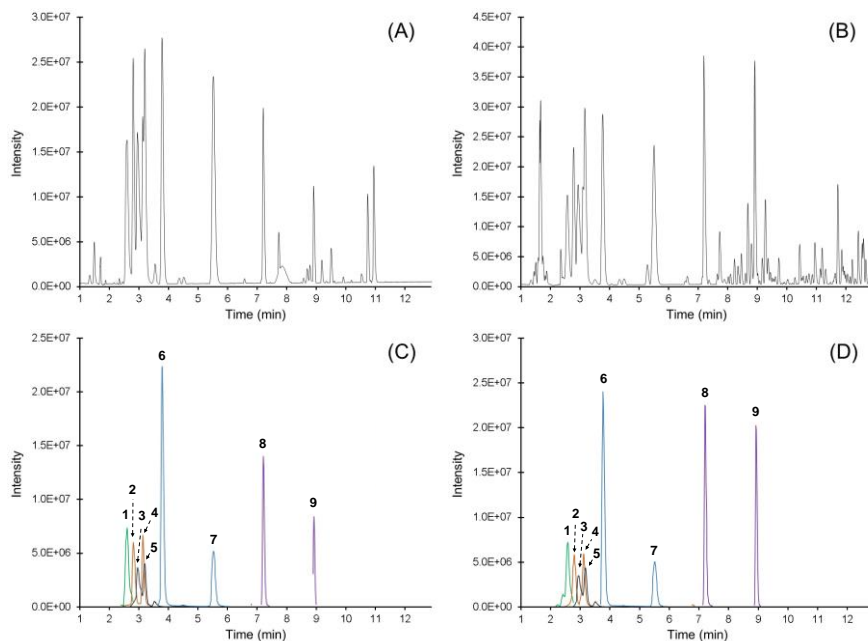 (A)
3.0E+07
2.5E+07
2.0E+07
1.5E+07
1.0E+07
5.0E+06
0.0E+00
Intensity
1 2 3 4 5 6 7 8 9 10 11 12
Time (min)
(B)
4.5E+07
4.0E+07
3.5E+07
3.0E+07
2.5E+07
2.0E+07
1.5E+07
1.0E+07
5.0E+06
0.0E+00
Intensity
1 2 3 4 5 6 7 8 9 10 11 12
Time (min)
(C)
2.5E+07
2.0E+07
1.5E+07
1.0E+07
5.0E+06
0.0E+00
Intensity
1
2
3
4
5
6
7
8
9
1 2 3 4 5 6 7 8 9 10 11 12
Time (min)
(D)
3.0E+07
2.5E+07
2.0E+07
1.5E+07
1.0E+07
5.0E+06
0.0E+00
Intensity
1
2
3
4
5
6
7
8
9
1 2 3 4 5 6 7 8 9 10 11 12
Time (min)